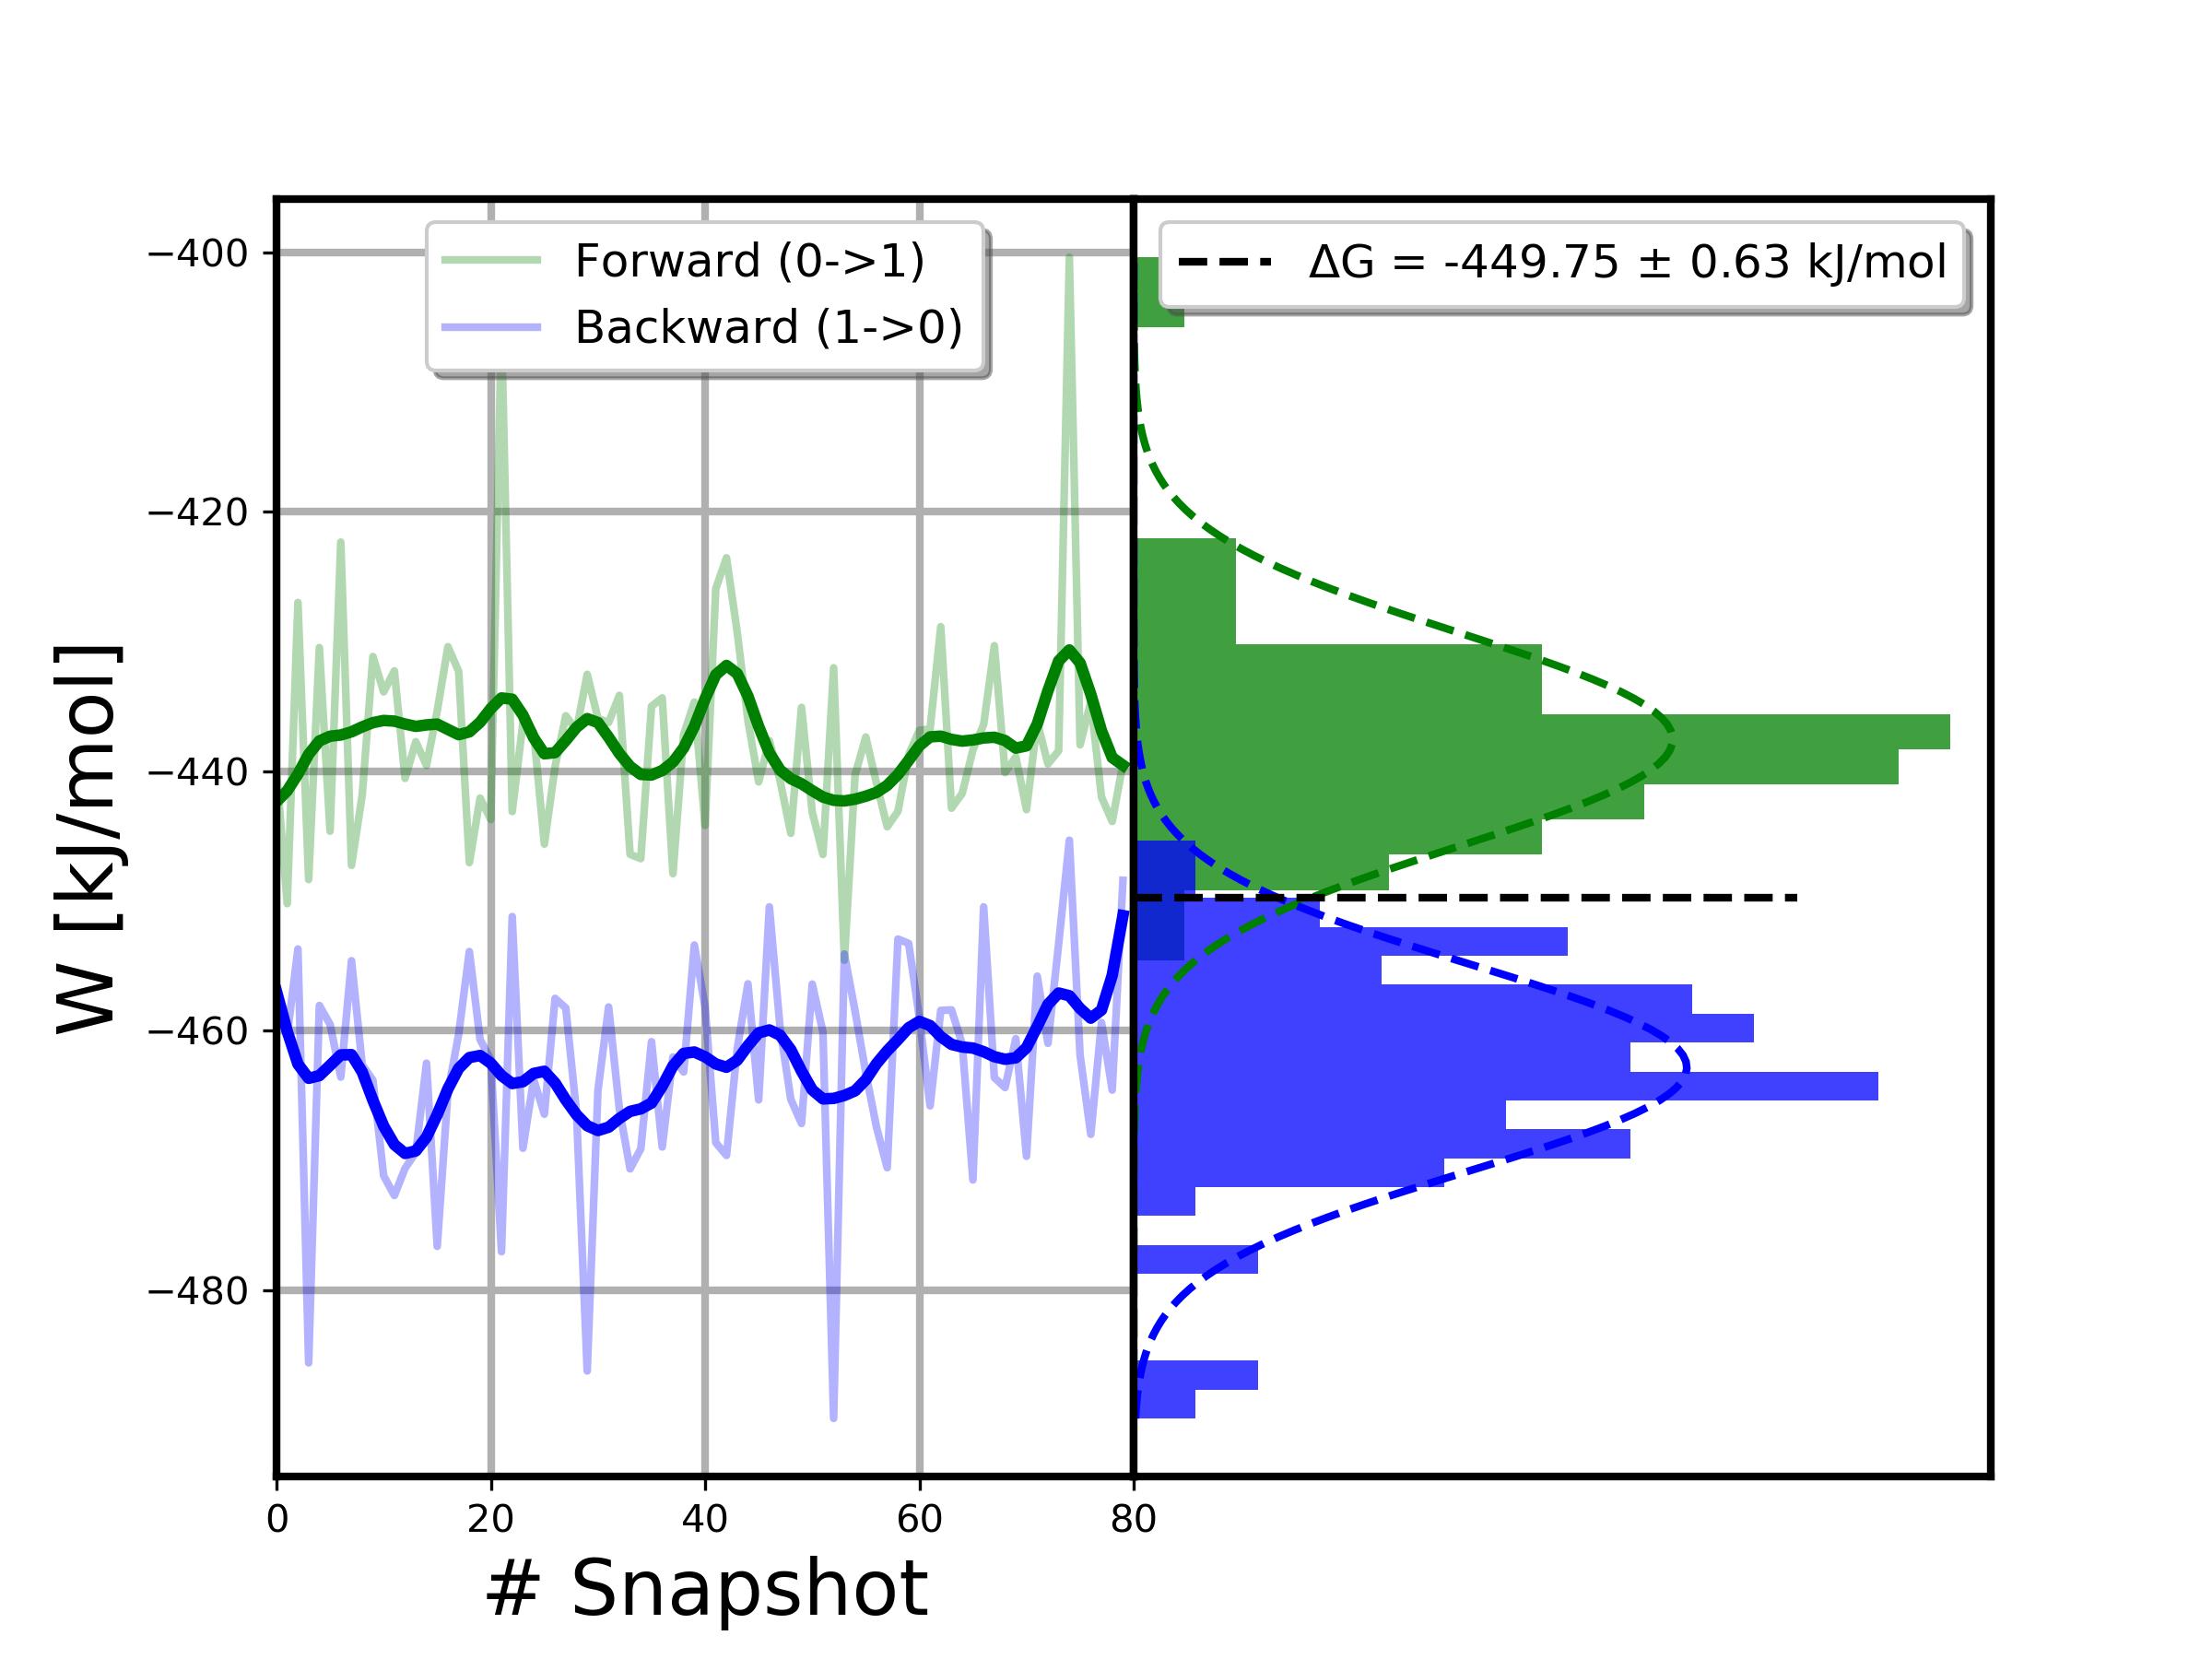 Forward (0->1)
Backward (1->0)
ΔG = -449.75 ± 0.63 kJ/mol
−400
−420
−440
−460
−480
W [kJ/mol]
0 20 40 60 80
# Snapshot